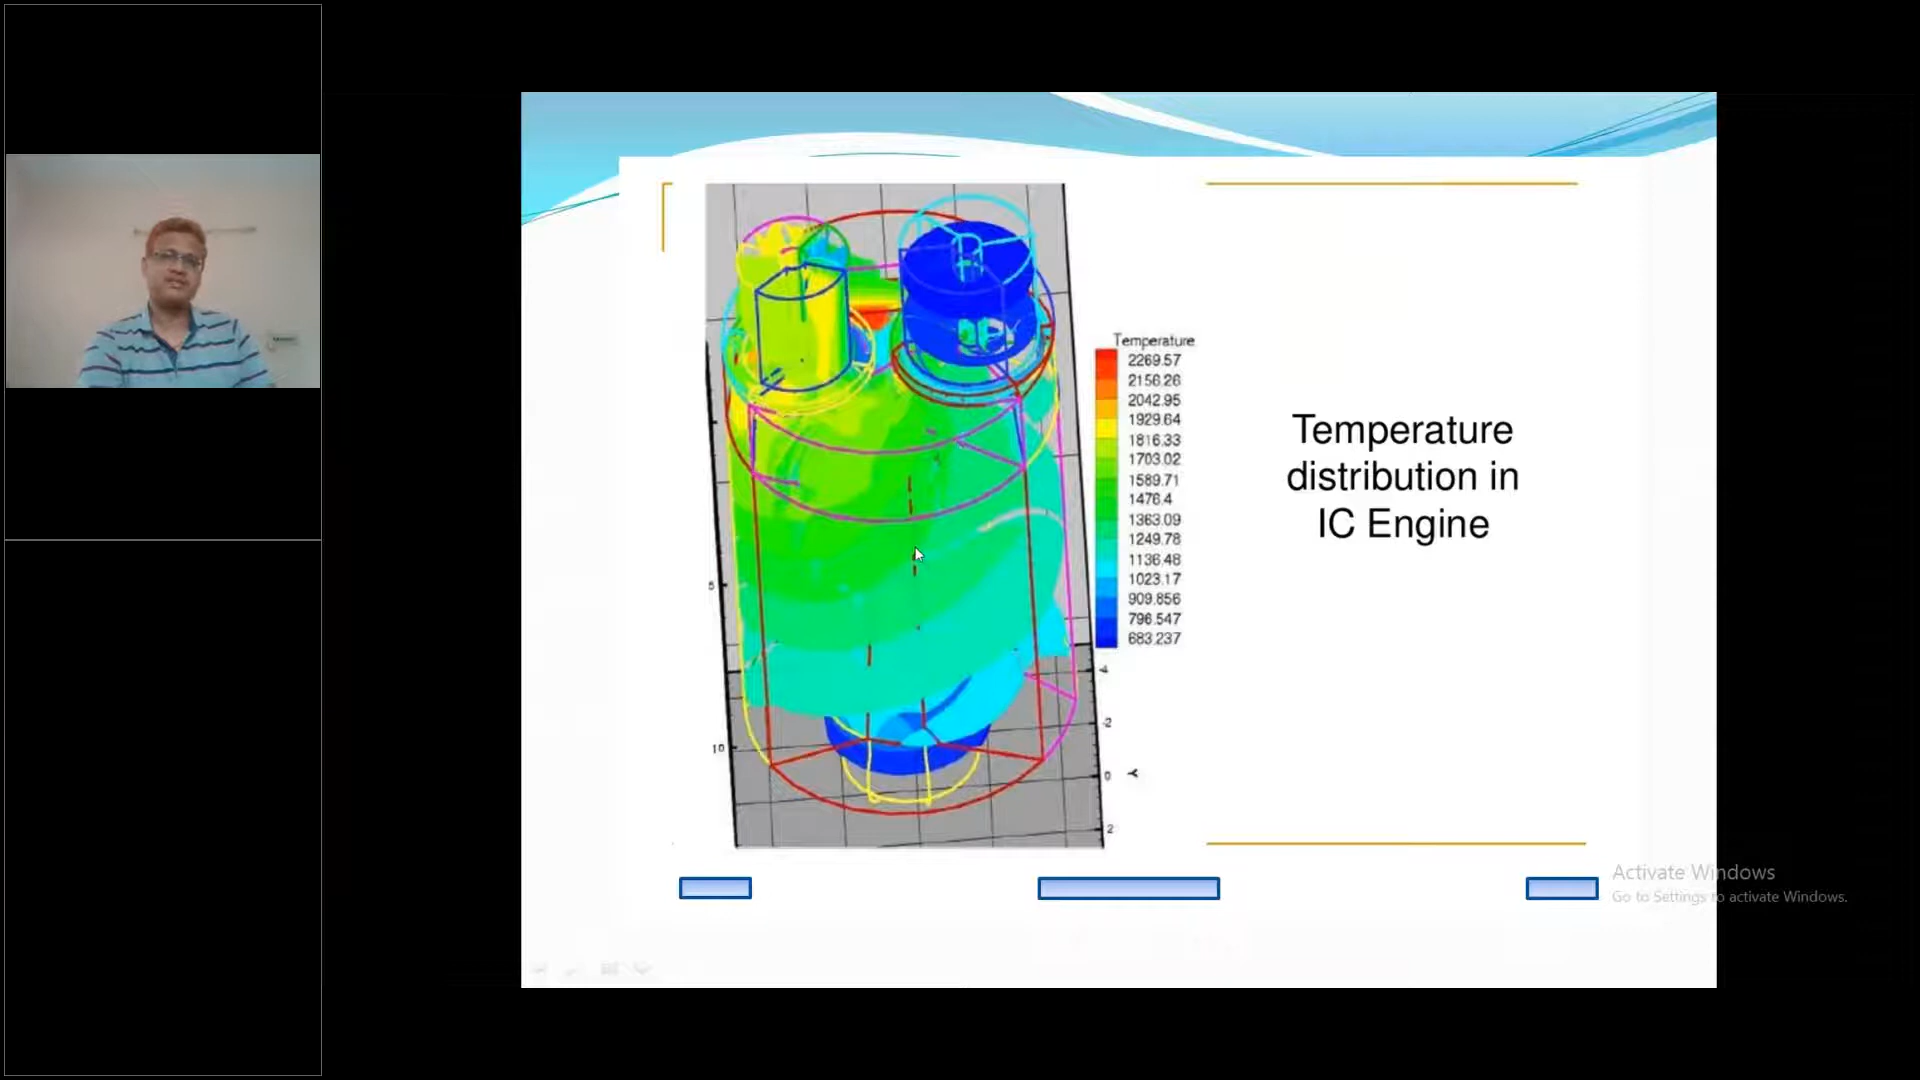 Temperature
2269.57
2156.26
2042.95
1929.64
1816.33
1703.02
1589.71
1476.4
1363.09
1249.78
1136.48
1023.17
909.856
796.547
683.237
Temperature
distribution in
IC Engine
10
-4
-2
0
Y
2
Activate Windows
Go to Settings to activate Windows.